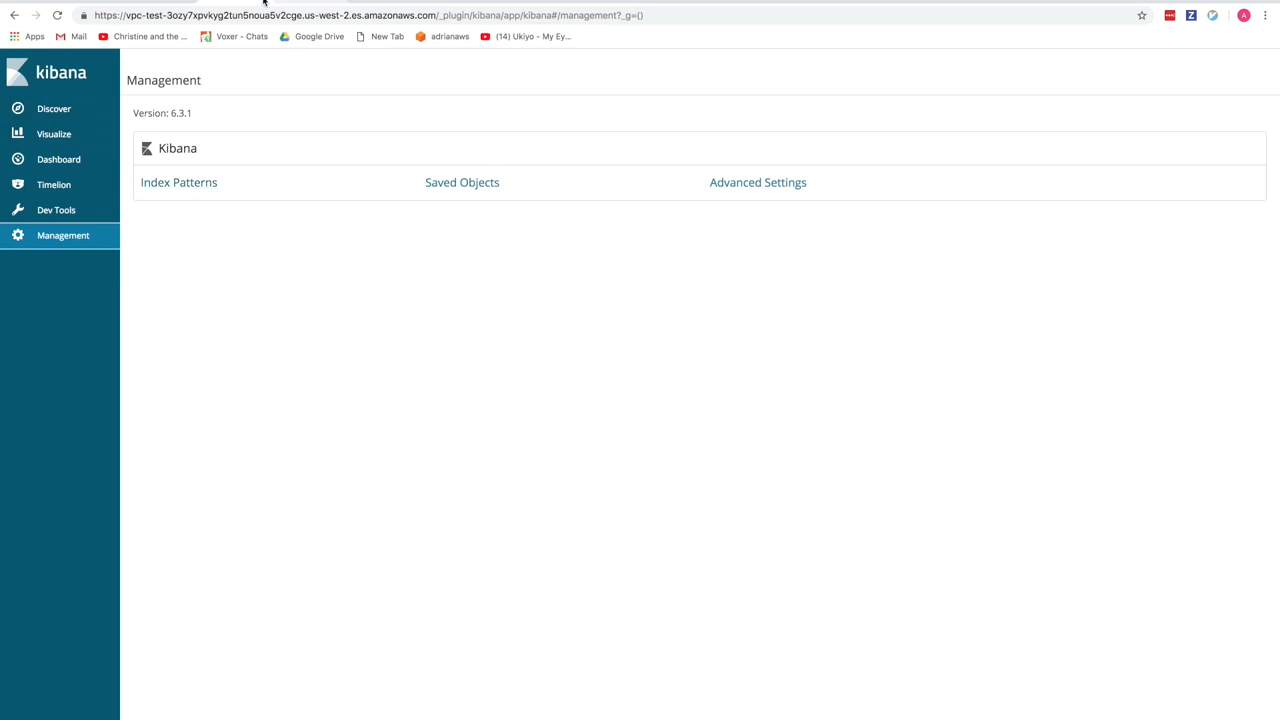 https://vpc-test-3ozy7xpvkyg2tun5noua5v2cge.us-west-2.es.amazonaws.com/_plugin/kibana/app/kibana#/management?_g=()
A
Apps Mail Christine and the ... Voxer - Chats Google Drive New Tab adrianaws (14) Ukiyo - My Ey...
kibana
Discover
Visualize
Dashboard
Timelion
Dev Tools
Management
Management
Version: 6.3.1
Kibana
Index Patterns Saved Objects Advanced Settings